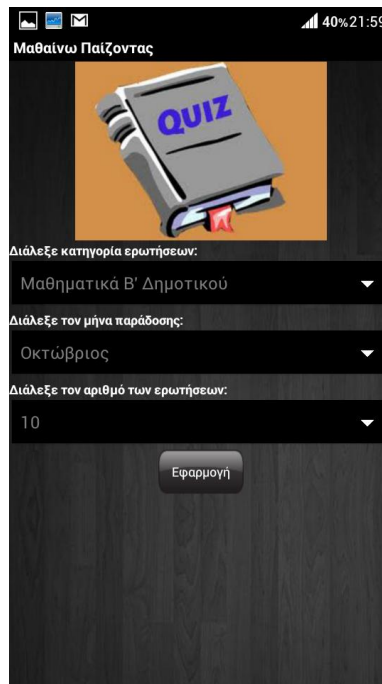 40%21:59
Μαθαίνω Παίζοντας
QUIZ
Διάλεξε κατηγορία ερωτήσεων:
Μαθηματικά Β' Δημοτικού
Διάλεξε τον μήνα παράδοσης:
Οκτώβριος
Διάλεξε τον αριθμό των ερωτήσεων:
10
Εφαρμογή